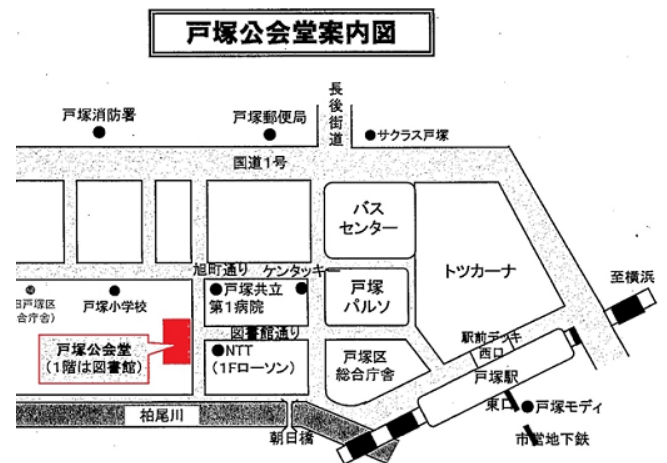 戸塚公会堂案内図
長後街道
戸塚消防署
戸塚郵便局
サクラス戸塚
国道1号
バス
センター
トツカーナ
至横浜
旭町通り
ケンタッキー
戸塚小学校
戸塚共立
第1病院
戸塚
パルソ
図書館通り
駅前デッキ
西口
戸塚公会堂
(1階は図書館)
NTT
(1Fローソン)
戸塚区
総合庁舎
戸塚駅
東口
戸塚モディ
市営地下鉄
柏尾川
朝日橋